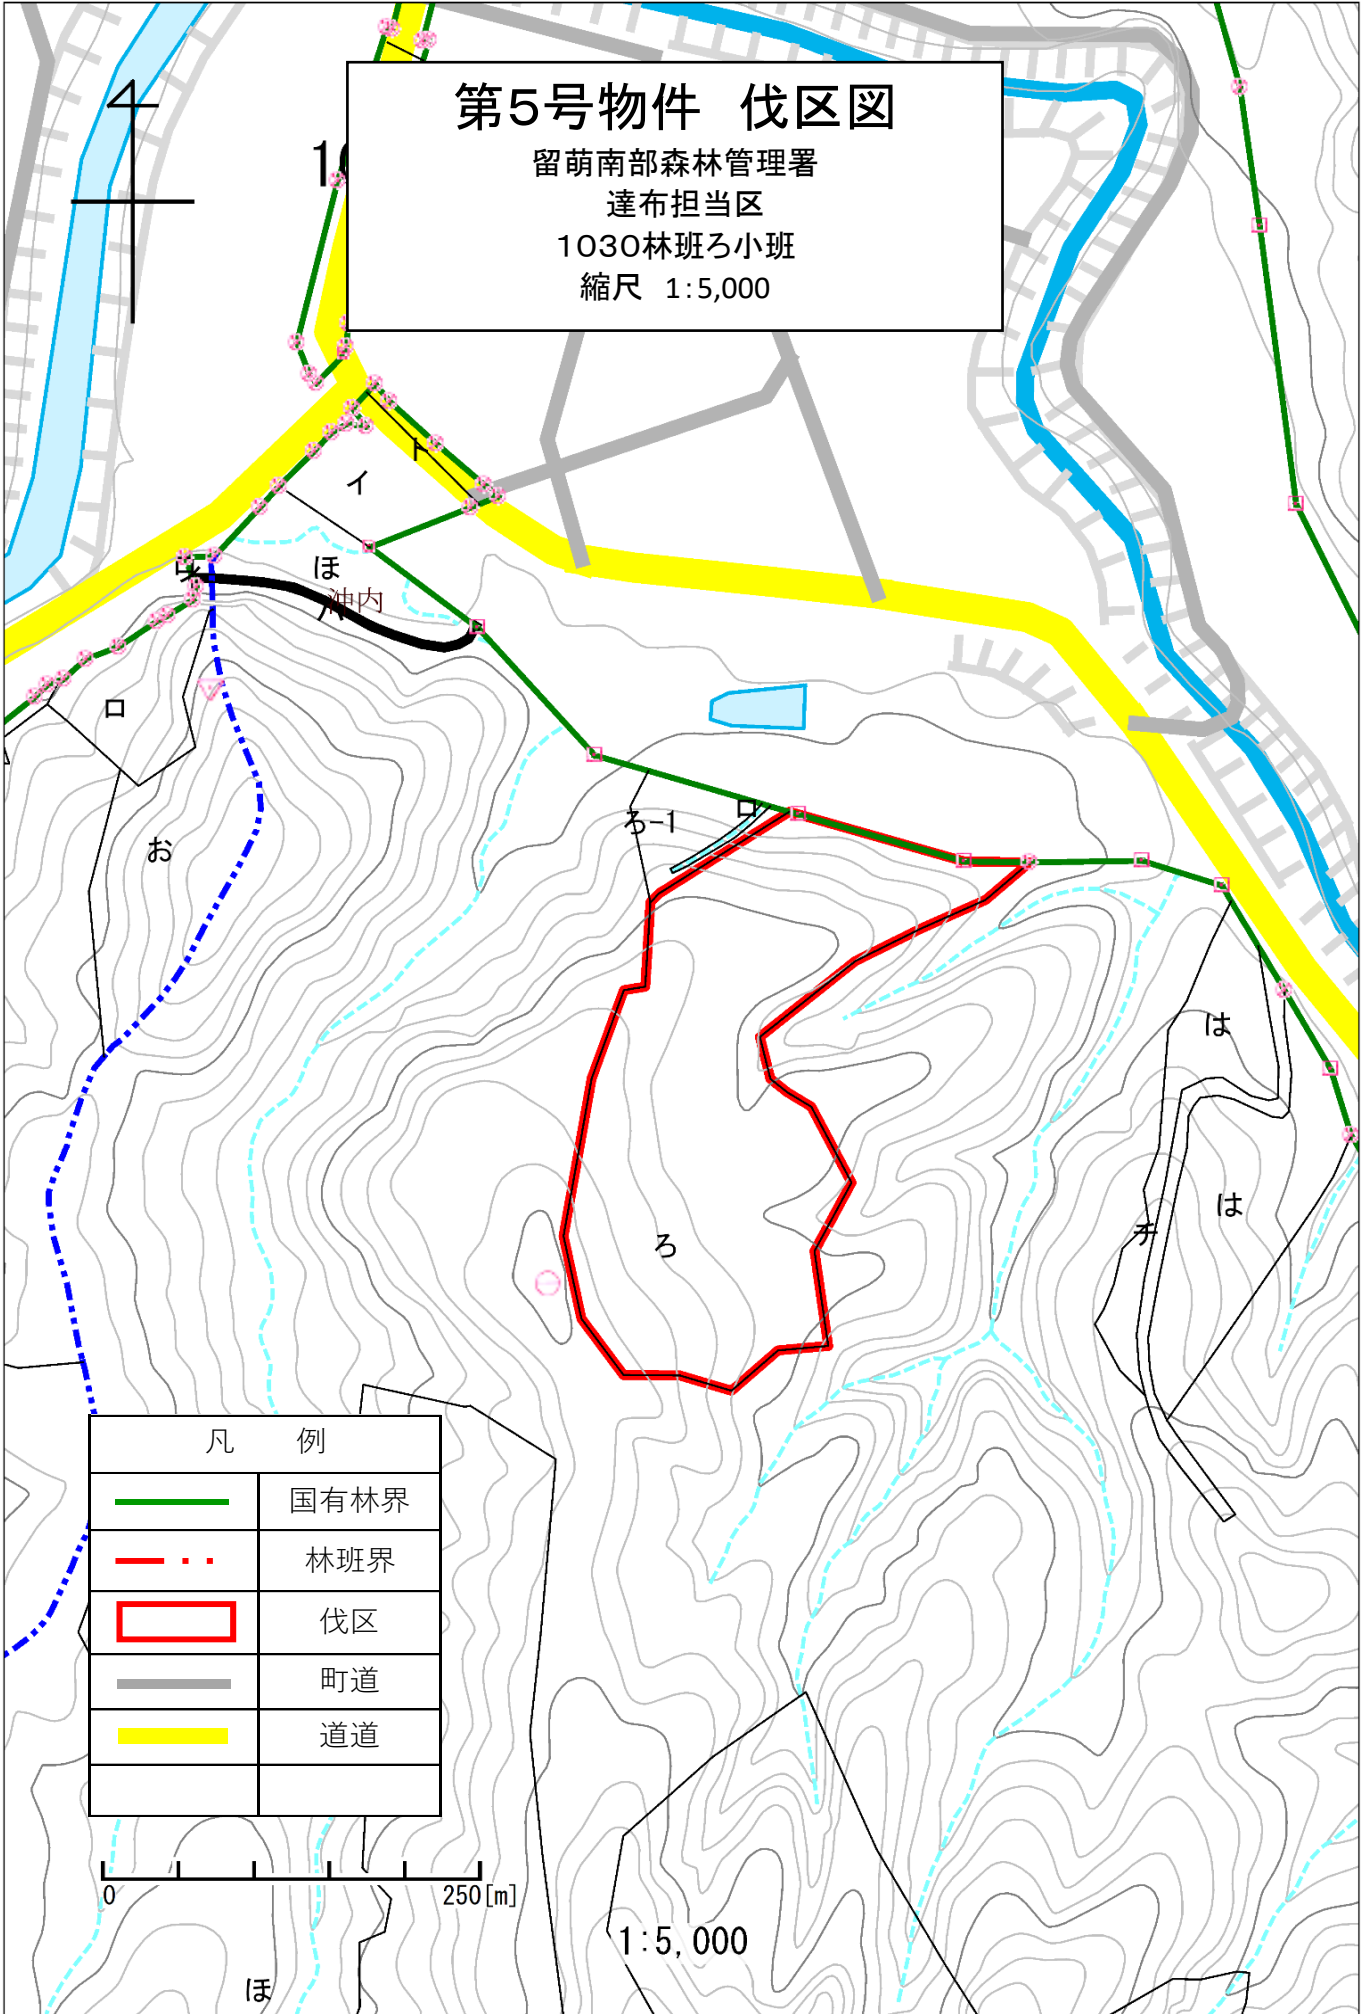 第5号物件 伐区図
留萌南部森林管理署
達布担当区
1030林班ろ小班
縮尺 1:5,000
ト
イ
ほ
沖内
ロ
お
ろ-1
ロ
は
は
チ
ろ
凡 例
国有林界
林班界
伐区
町道
道道
0
250[m]
1:5,000
ほ